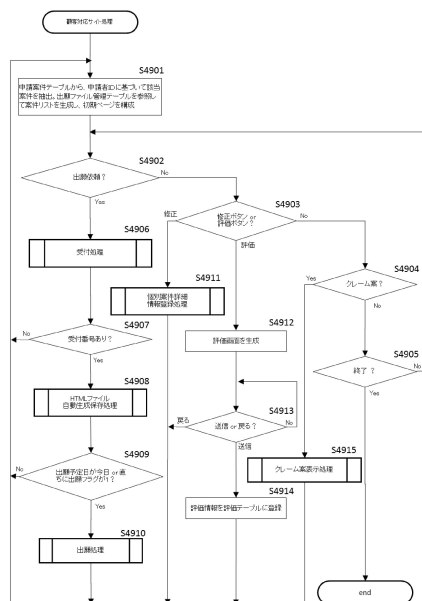 顧客対応サイト処理
S4901
申請案件テーブルから、申請者IDに基づいて該当
案件を抽出。出願ファイル管理テーブルを参照し
て案件リストを生成し、初期ページを構成
S4902
出願依頼？
No
Yes
S4903
修正ボタン or
評価ボタン？
修正
No
評価
S4904
クレーム案？
Yes
No
S4905
終了 ？
No
Yes
S4906
受付処理
S4907
受付番号あり？
No
Yes
S4908
HTMLファイル
自動生成保存処理
S4909
出願予定日が今日 or 直
ちに出願フラグが1？
No
Yes
S4910
出願処理
S4911
個別案件詳細
情報登録処理
S4912
評価画面を生成
S4913
送信 or 戻る？
戻る
No
送信
S4914
評価情報を評価テーブルに登録
S4915
クレーム案表示処理
end